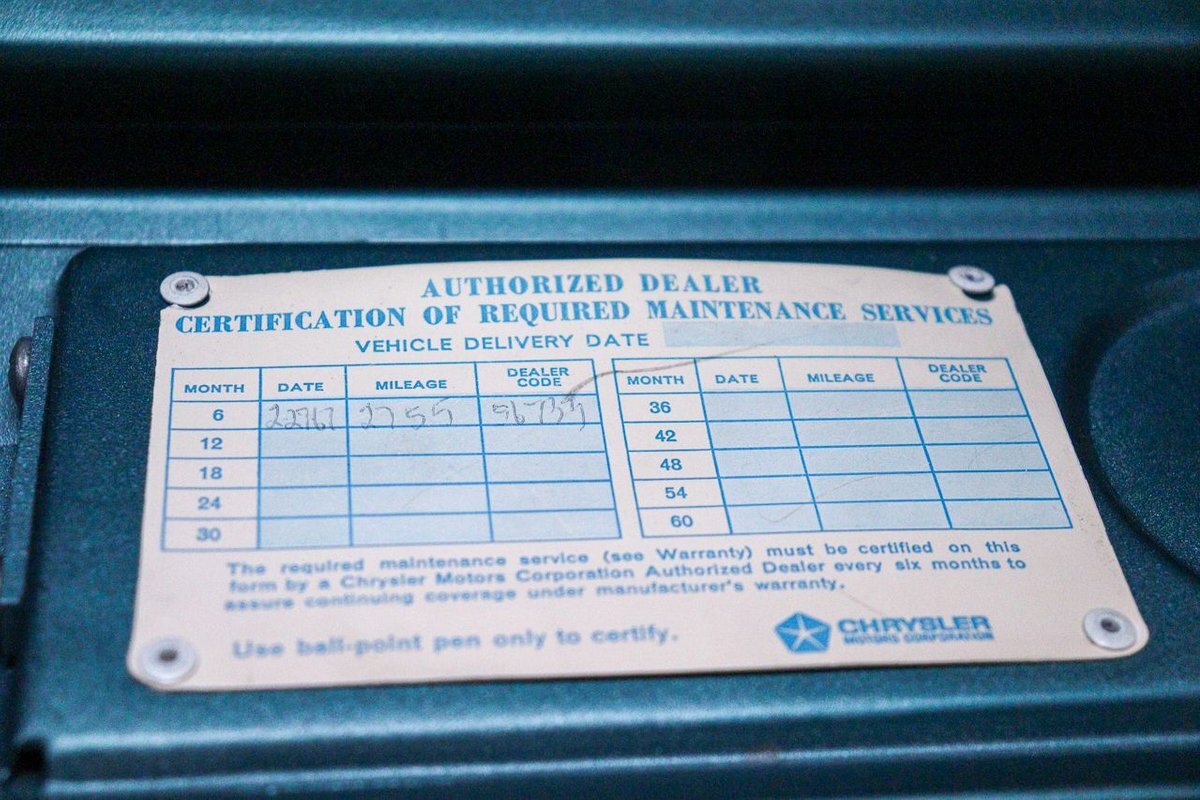 AUTHORIZED DEALER
CERTIFICATION OF REQUIRED MAINTENANCE SERVICES
VEHICLE DELIVERY DATE
MONTH DATE MILEAGE DEALER CODE
6 2755
12
18
24
30
MONTH DATE MILEAGE DEALER CODE
36
42
48
54
60
The required maintenance service (see Warranty) must be certified on this
form by a Chrysler Motors Corporation Authorized Dealer every six months to
assure continuing coverage under manufacturer's warranty.
Use ball-point pen only to certify.
CHRYSLER
MOTORS CORPORATION